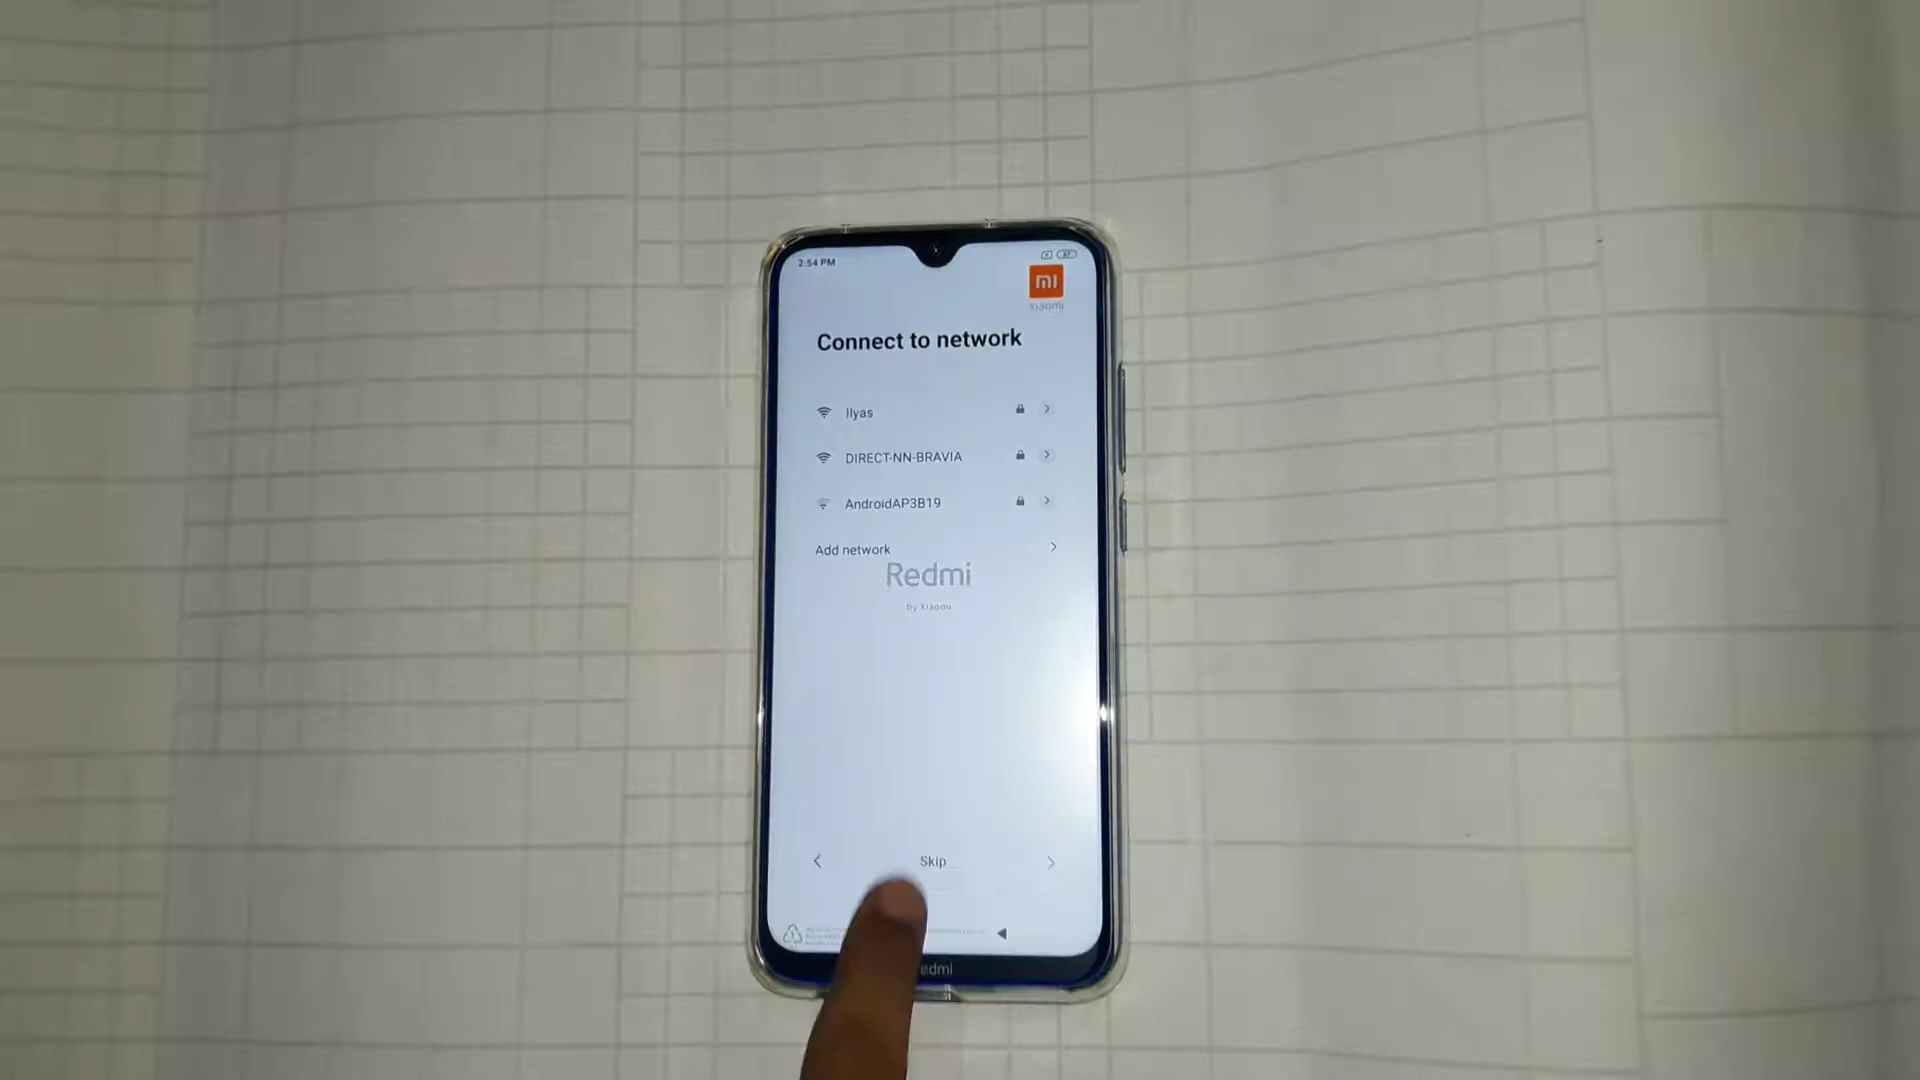 2:54 PM
mi
xiaomi
Connect to network
Ilyas
DIRECT-NN-BRAVIA
AndroidAP3B19
Add network
Redmi
by Xiaomi
Skip
edmi